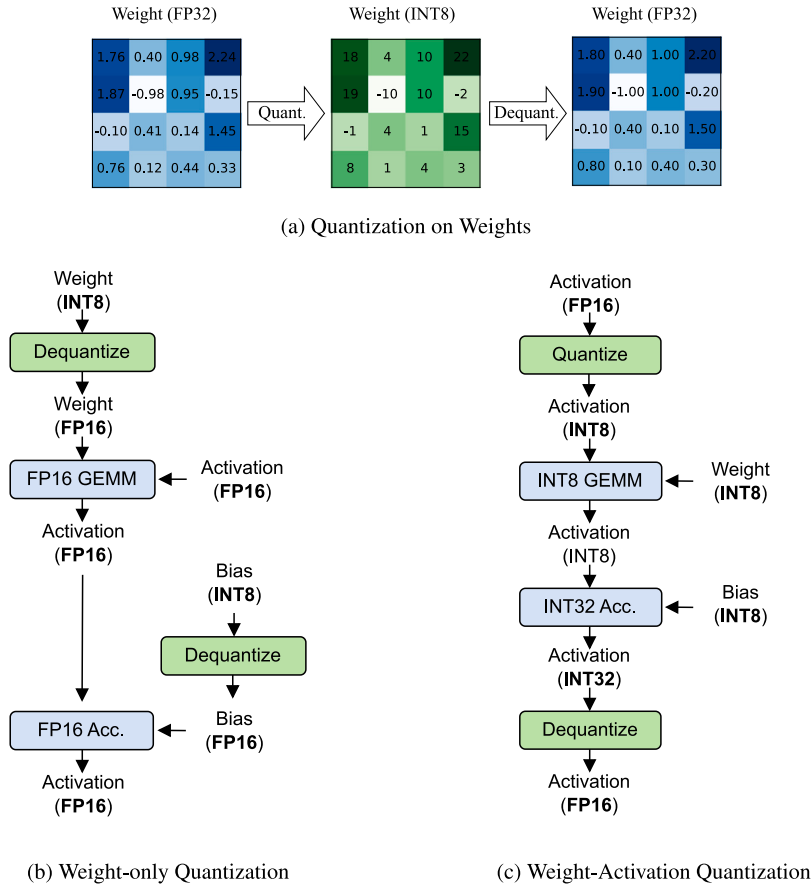 Weight (FP32) Weight (INT8) Weight (FP32)
1.76 0.40 0.98 2.24 18 4 10 22 1.80 0.40 1.00 2.20
1.87 -0.98 0.95 -0.15 19 -10 10 -2 1.90 -1.00 1.00 -0.20
Quant. Dequant.
-0.10 0.41 0.14 1.45 -1 4 1 15 -0.10 0.40 0.10 1.50
0.76 0.12 0.44 0.33 8 1 4 3 0.80 0.10 0.40 0.30
(a) Quantization on Weights
Weight
(INT8)
Dequantize
Weight
(FP16)
FP16 GEMM
Activation
(FP16)
Activation
(FP16)
Bias
(INT8)
Dequantize
Bias
(FP16)
FP16 Acc.
Activation
(FP16)
(b) Weight-only Quantization
Activation
(FP16)
Quantize
Activation
(INT8)
INT8 GEMM
Weight
(INT8)
Activation
(INT8)
INT32 Acc.
Bias
(INT8)
Activation
(INT32)
Dequantize
Activation
(FP16)
(c) Weight-Activation Quantization